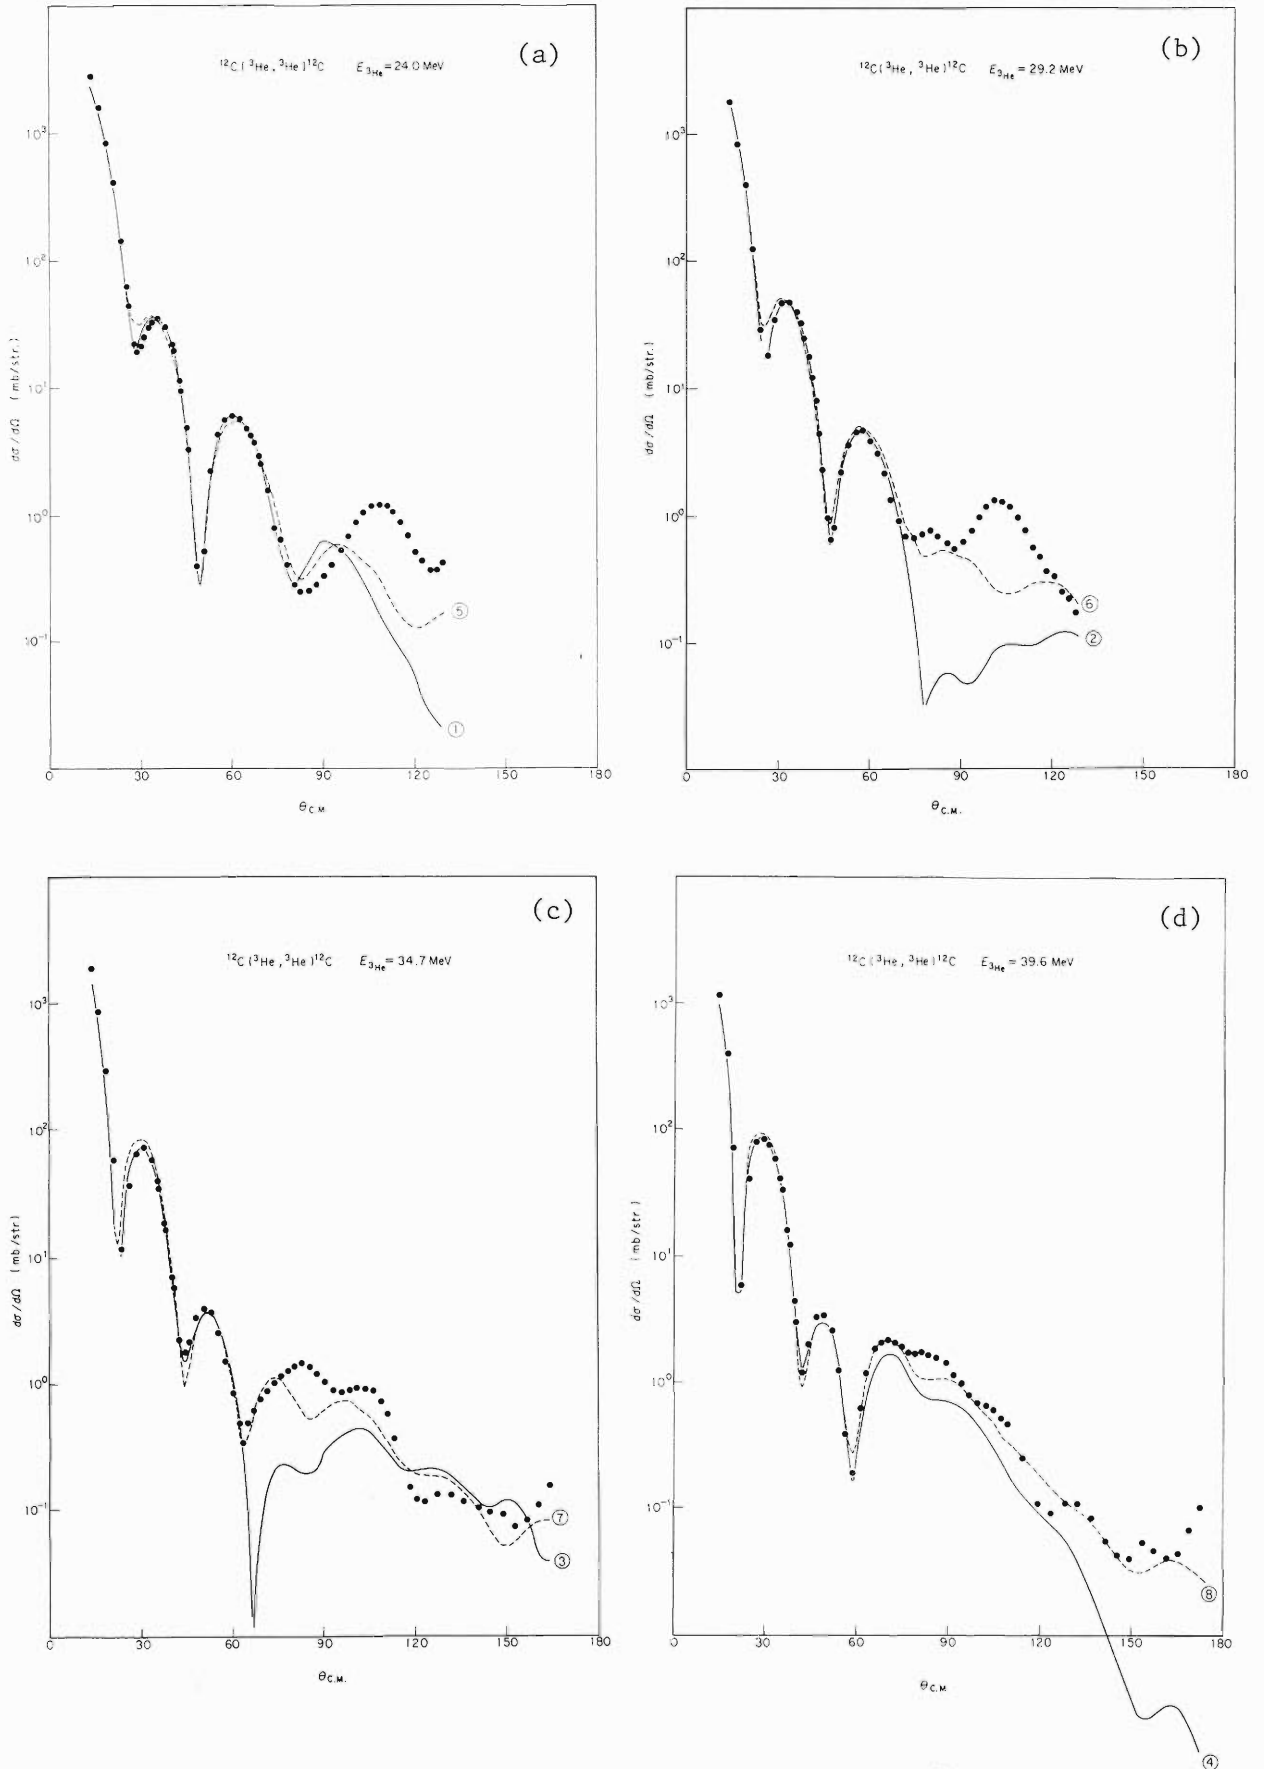 (a)
¹²C(³He, ³He)¹²C E₃He = 24.0 MeV
10³
10²
10¹
10⁰
10⁻¹
dσ/dΩ (mb/str.)
⑤
①
0 30 60 90 120 150 180
θC.M.
(b)
¹²C(³He, ³He)¹²C E₃He = 29.2 MeV
10³
10²
10¹
10⁰
10⁻¹
dσ/dΩ (mb/str.)
⑥
②
0 30 60 90 120 150 180
θC.M.
(c)
¹²C(³He, ³He)¹²C E₃He = 34.7 MeV
10³
10²
10¹
10⁰
10⁻¹
dσ/dΩ (mb/str.)
⑦
③
0 30 60 90 120 150 180
θC.M.
(d)
¹²C(³He, ³He)¹²C E₃He = 39.6 MeV
10³
10²
10¹
10⁰
10⁻¹
dσ/dΩ (mb/str.)
⑧
0 30 60 90 120 150 180
θC.M.
④